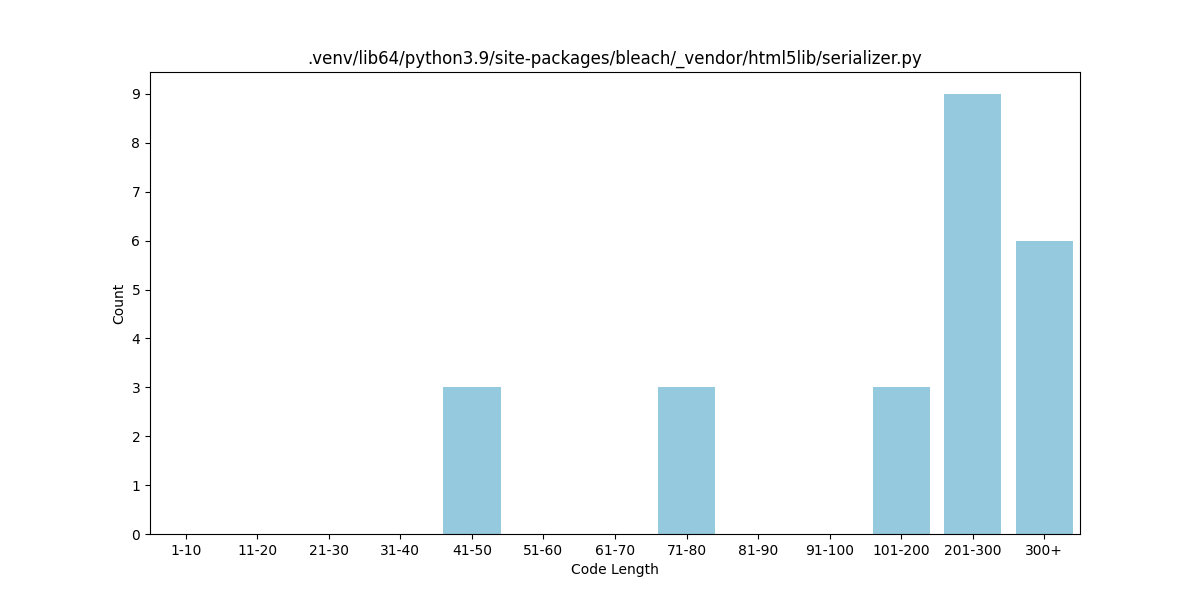 .venv/lib64/python3.9/site-packages/bleach/_vendor/html5lib/serializer.py
9
8
7
6
5
4
3
2
1
0
Count
1-10 11-20 21-30 31-40 41-50 51-60 61-70 71-80 81-90 91-100 101-200 201-300 300+
Code Length